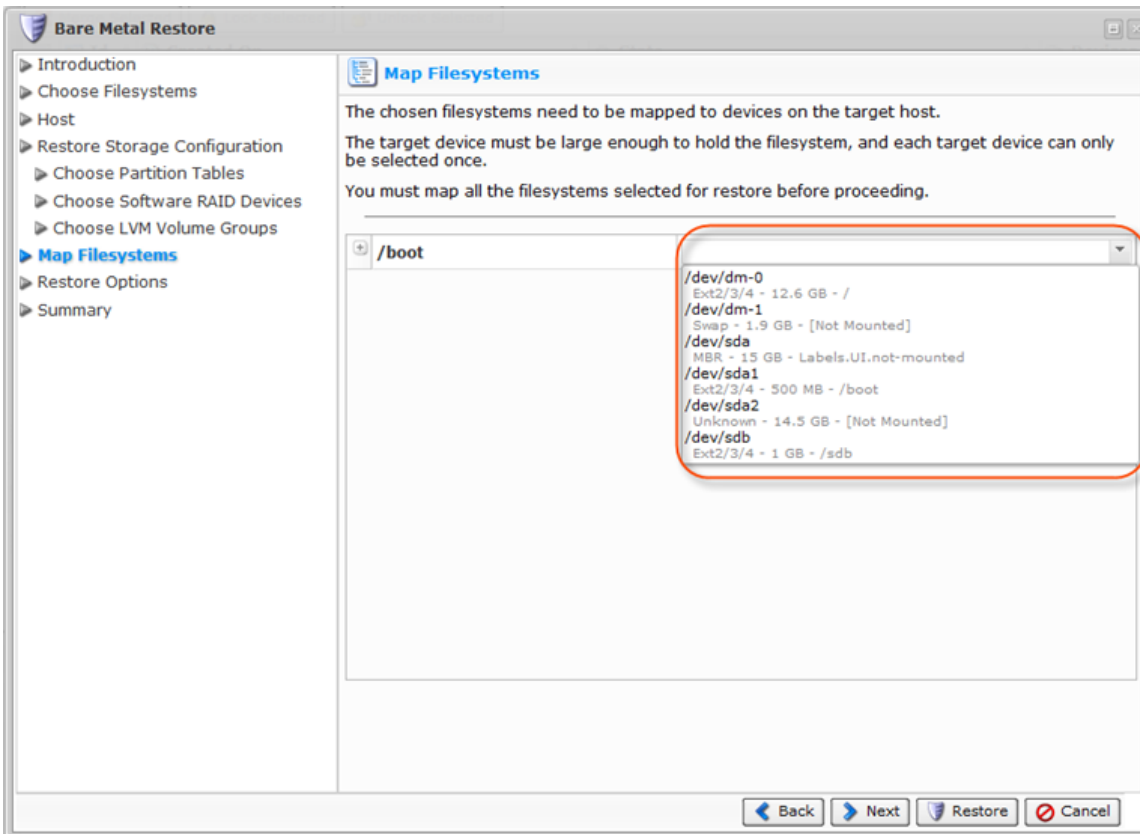 Bare Metal Restore
Introduction
Choose Filesystems
Host
Restore Storage Configuration
Choose Partition Tables
Choose Software RAID Devices
Choose LVM Volume Groups
Map Filesystems
Restore Options
Summary
Map Filesystems
The chosen filesystems need to be mapped to devices on the target host.
The target device must be large enough to hold the filesystem, and each target device can only
be selected once.
You must map all the filesystems selected for restore before proceeding.
/boot
/dev/dm-0
Ext2/3/4 - 12.6 GB - /
/dev/dm-1
Swap - 1.9 GB - [Not Mounted]
/dev/sda
MBR - 15 GB - Labels.UI.not-mounted
/dev/sda1
Ext2/3/4 - 500 MB - /boot
/dev/sda2
Unknown - 14.5 GB - [Not Mounted]
/dev/sdb
Ext2/3/4 - 1 GB - /sdb
Back Next Restore Cancel